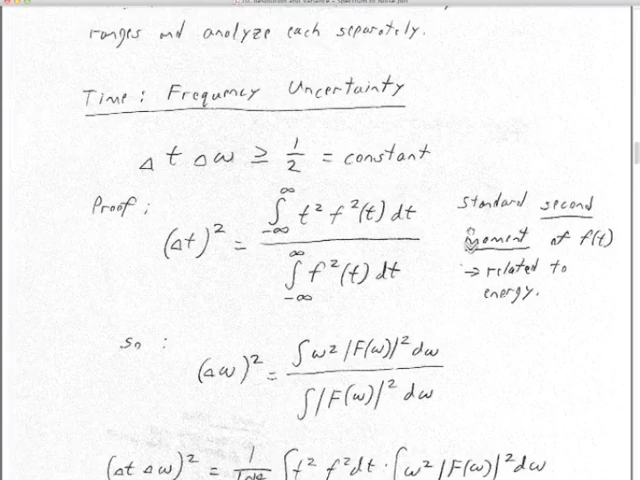 ranges and analyze each separately.
Time : Frequency Uncertainty
Δ t Δ ω ≥ 1/2 = constant
Proof ;
(Δt)² = ∫_{-∞}^{∞} t² f²(t) dt / ∫_{-∞}^{∞} f²(t) dt
standard second
moment of f(t)
→ related to
energy.
so :
(Δω)² = ∫ω² |F(ω)|² dω / ∫|F(ω)|² dω
(Δt Δω)² = ∫t² f² dt · ∫ω² |F(ω)|² dω